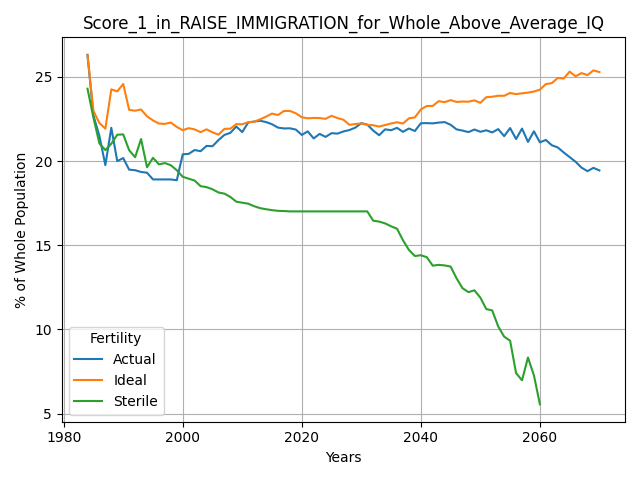 Score_1_in_RAISE_IMMIGRATION_for_Whole_Above_Average_IQ
% of Whole Population
25
20
15
10
5
Fertility
Actual
Ideal
Sterile
1980
2000
2020
2040
2060
Years